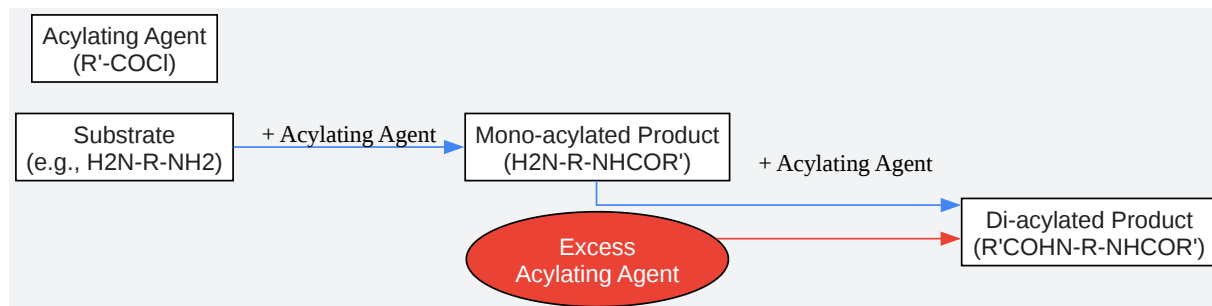 Acylating Agent
(R'-COCl)
Substrate
(e.g., H2N-R-NH2)
+ Acylating Agent
Mono-acylated Product
(H2N-R-NHCOR')
+ Acylating Agent
Excess
Acylating Agent
Di-acylated Product
(R'COHN-R-NHCOR')